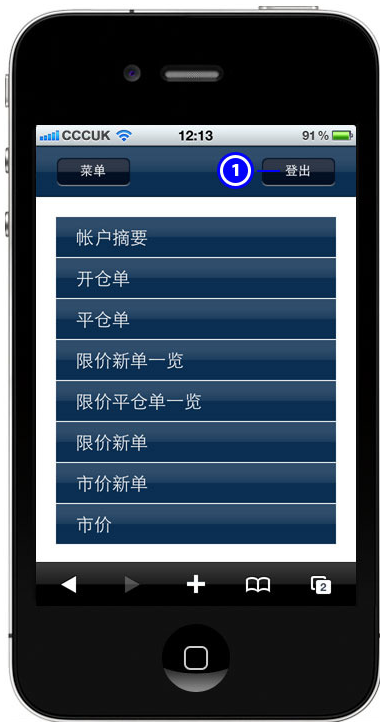 CCCUK 12:13 91%
菜单 1 登出
帐户摘要
开仓单
平仓单
限价新单一览
限价平仓单一览
限价新单
市价新单
市价
2